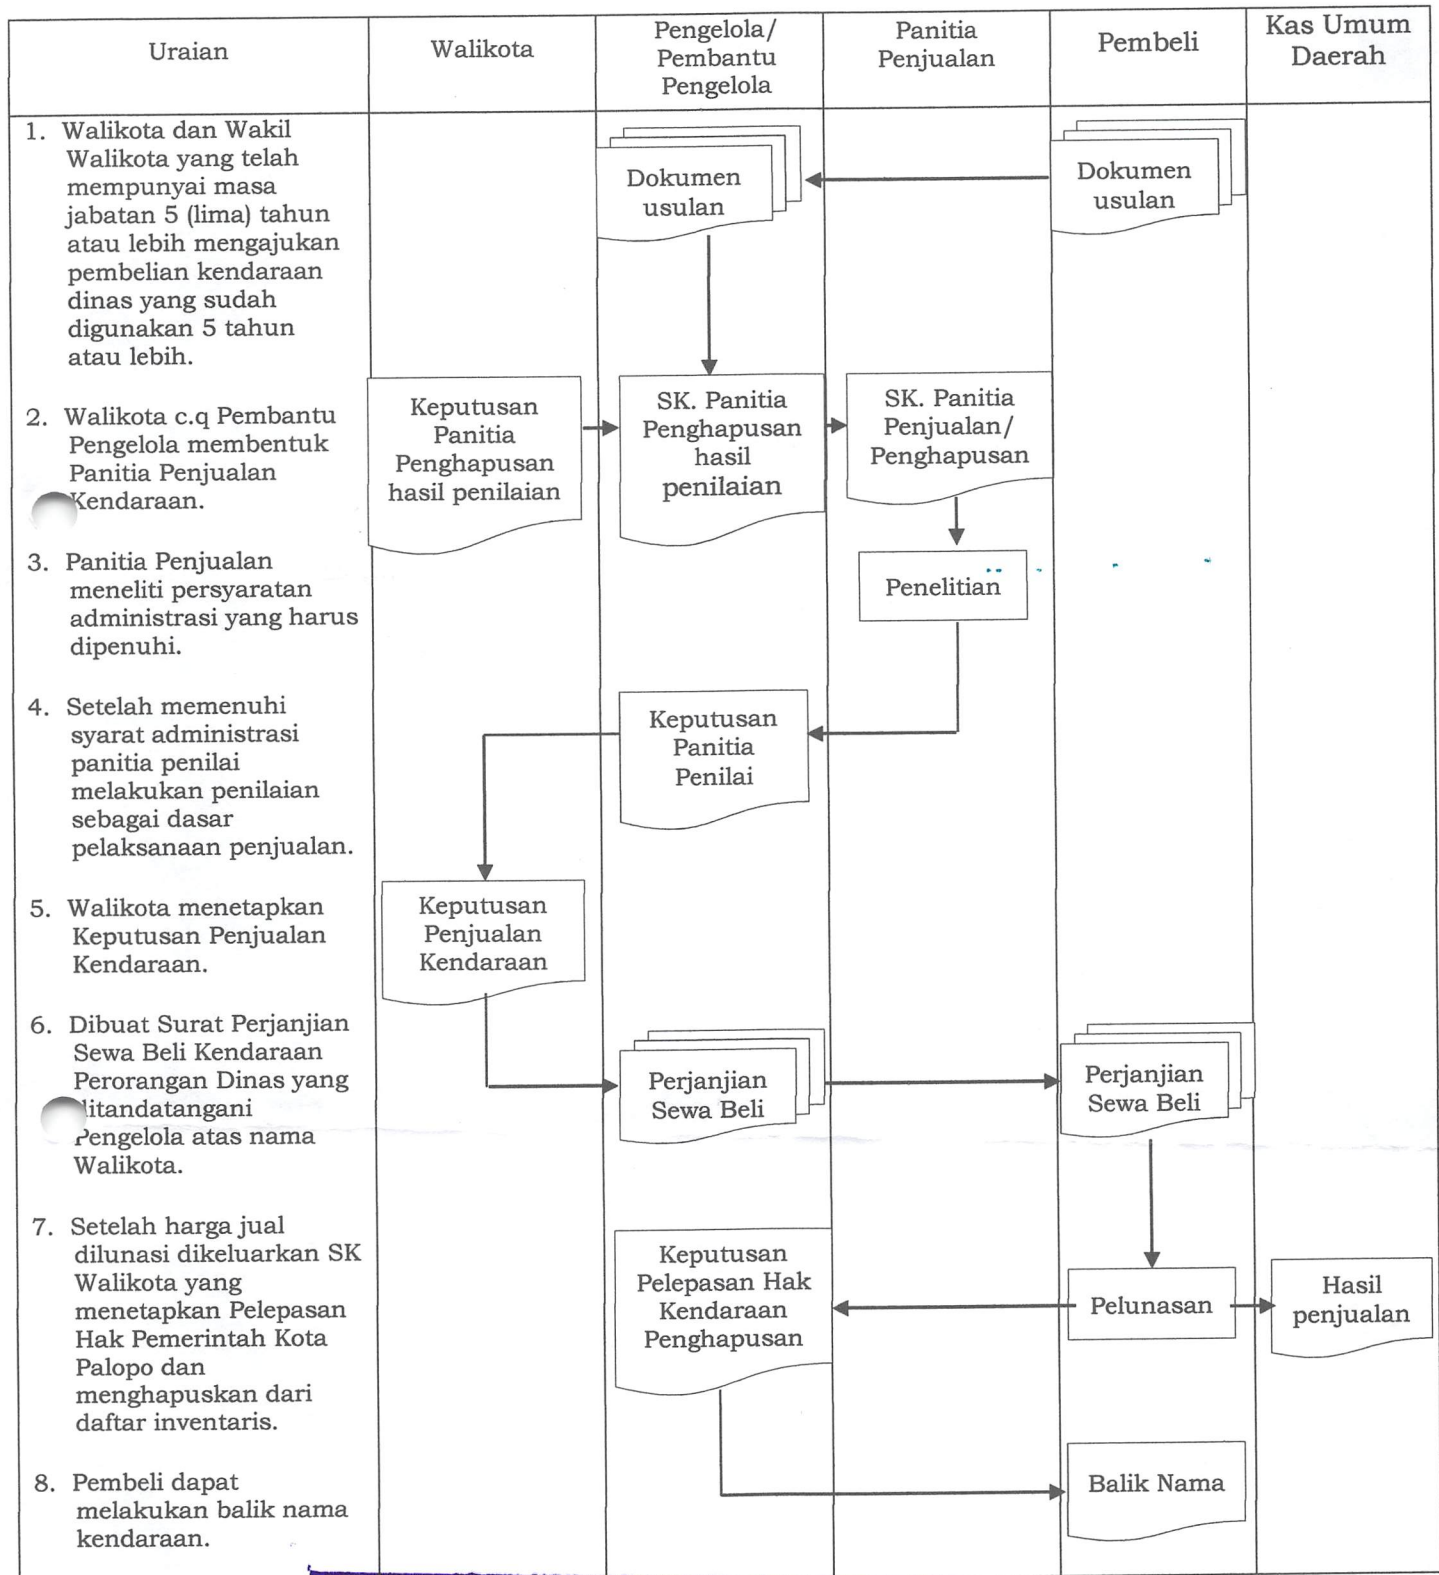 Uraian
Walikota
Pengelola/
Pembantu
Pengelola
Panitia
Penjualan
Pembeli
Kas Umum
Daerah
1. Walikota dan Wakil
Walikota yang telah
mempunyai masa
jabatan 5 (lima) tahun
atau lebih mengajukan
pembelian kendaraan
dinas yang sudah
digunakan 5 tahun
atau lebih.
Dokumen
usulan
Dokumen
usulan
2. Walikota c.q Pembantu
Pengelola membentuk
Panitia Penjualan
Kendaraan.
Keputusan
Panitia
Penghapusan
hasil penilaian
SK. Panitia
Penghapusan
hasil
penilaian
SK. Panitia
Penjualan/
Penghapusan
3. Panitia Penjualan
meneliti persyaratan
administrasi yang harus
dipenuhi.
Penelitian
4. Setelah memenuhi
syarat administrasi
panitia penilai
melakukan penilaian
sebagai dasar
pelaksanaan penjualan.
Keputusan
Panitia
Penilai
5. Walikota menetapkan
Keputusan Penjualan
Kendaraan.
Keputusan
Penjualan
Kendaraan
6. Dibuat Surat Perjanjian
Sewa Beli Kendaraan
Perorangan Dinas yang
ditandatangani
Pengelola atas nama
Walikota.
Perjanjian
Sewa Beli
Perjanjian
Sewa Beli
7. Setelah harga jual
dilunasi dikeluarkan SK
Walikota yang
menetapkan Pelepasan
Hak Pemerintah Kota
Palopo dan
menghapuskan dari
daftar inventaris.
Keputusan
Pelepasan Hak
Kendaraan
Penghapusan
Pelunasan
Hasil
penjualan
8. Pembeli dapat
melakukan balik nama
kendaraan.
Balik Nama